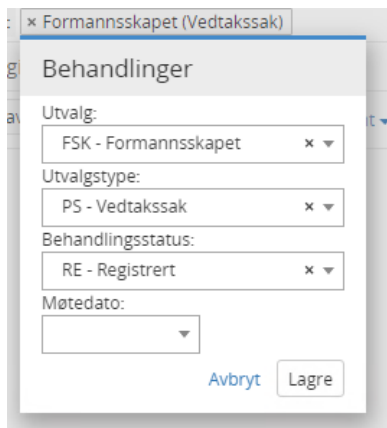 × Formannsskapet (Vedtakssak)
Behandlinger
Utvalg:
FSK - Formannsskapet × ▼
Utvalgstype:
PS - Vedtakssak × ▼
Behandlingsstatus:
RE - Registrert × ▼
Møtedato:
▼
Avbryt Lagre